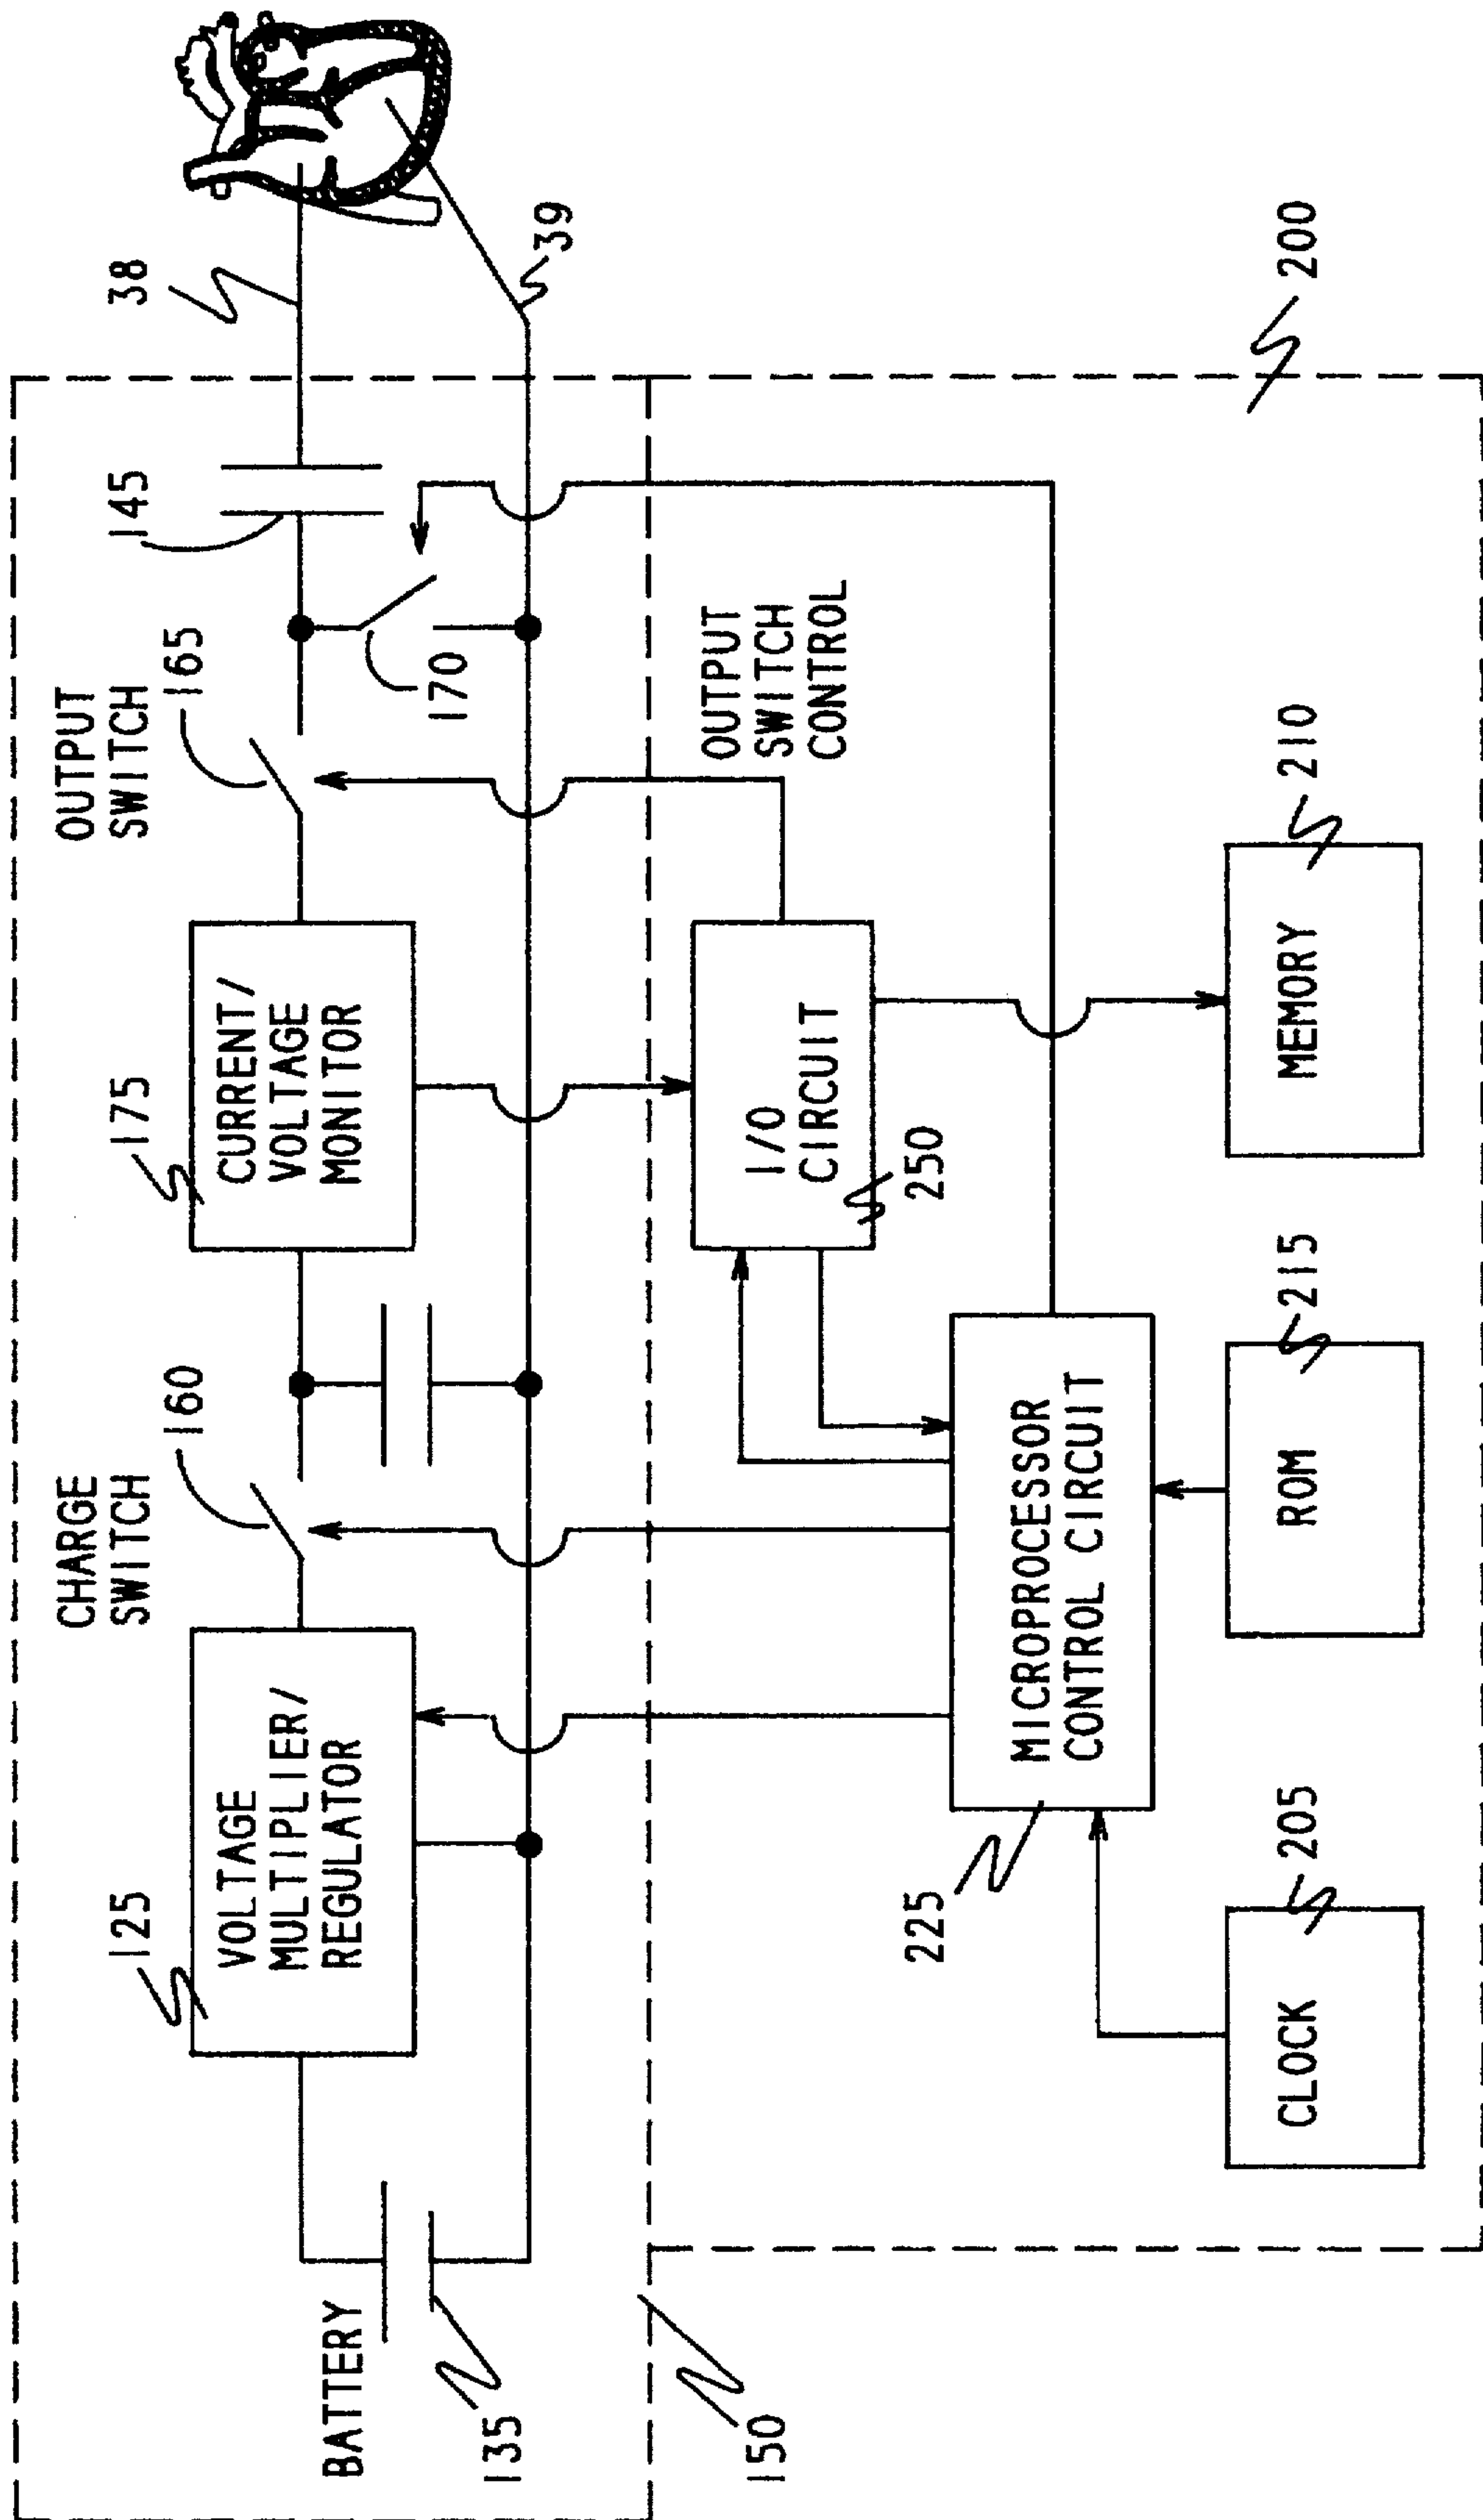 BATTERY
135
125
VOLTAGE
MULTIPLIER/
REGULATOR
CHARGE
SWITCH
160
175
CURRENT/
VOLTAGE
MONITOR
OUTPUT
SWITCH
165
145
170
38
39
150
OUTPUT
SWITCH
CONTROL
I/O
CIRCUIT
250
225
MICROPROCESSOR
CONTROL CIRCUIT
200
CLOCK
205
ROM
215
MEMORY
210